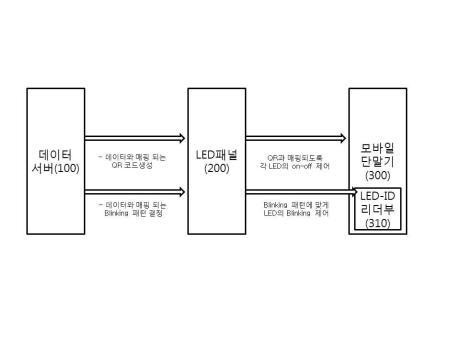 데이터
서버(100)
- 데이터와 매핑 되는
QR 코드생성
- 데이터와 매핑 되는
Blinking 패턴 결정
LED패널
(200)
QR과 매핑되도록
각 LED의 on-off 제어
Blinking 패턴에 맞게
LED의 Blinking 제어
모바일
단말기
(300)
LED-ID
리더부
(310)